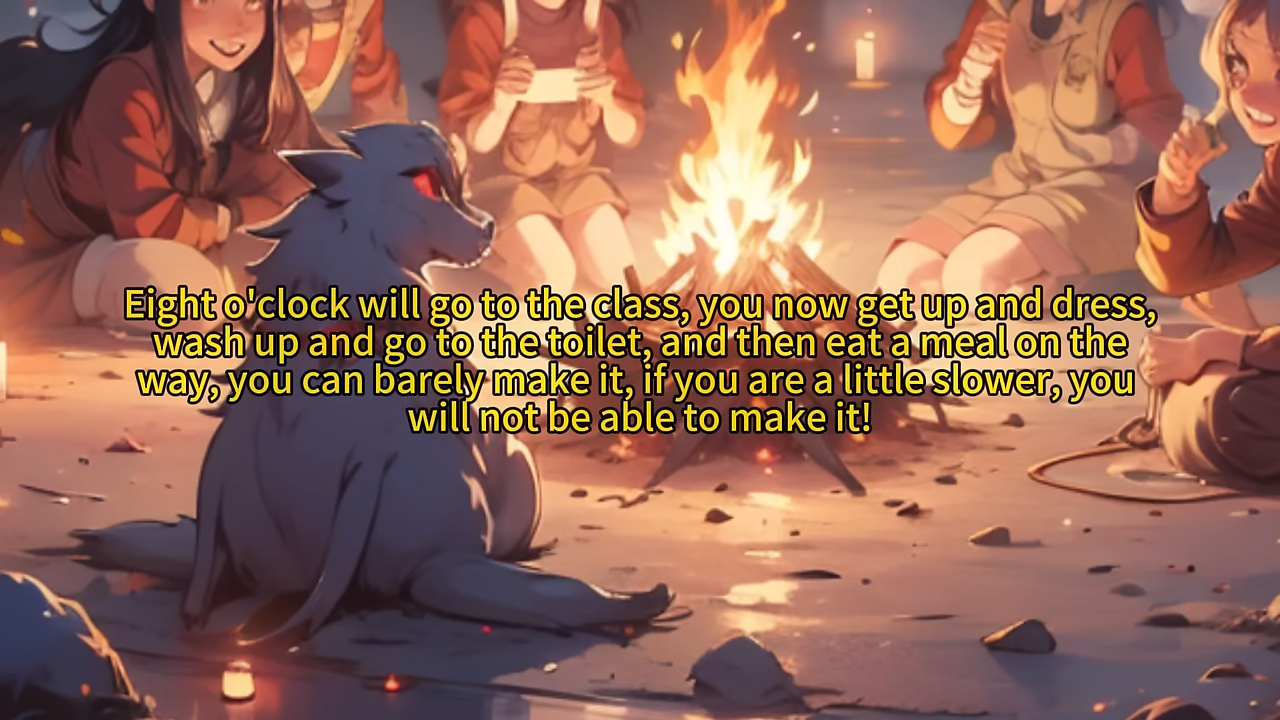 Eight o'clock will go to the class, you now get up and dress,
wash up and go to the toilet, and then eat a meal on the
way, you can barely make it, if you are a little slower, you
will not be able to make it!